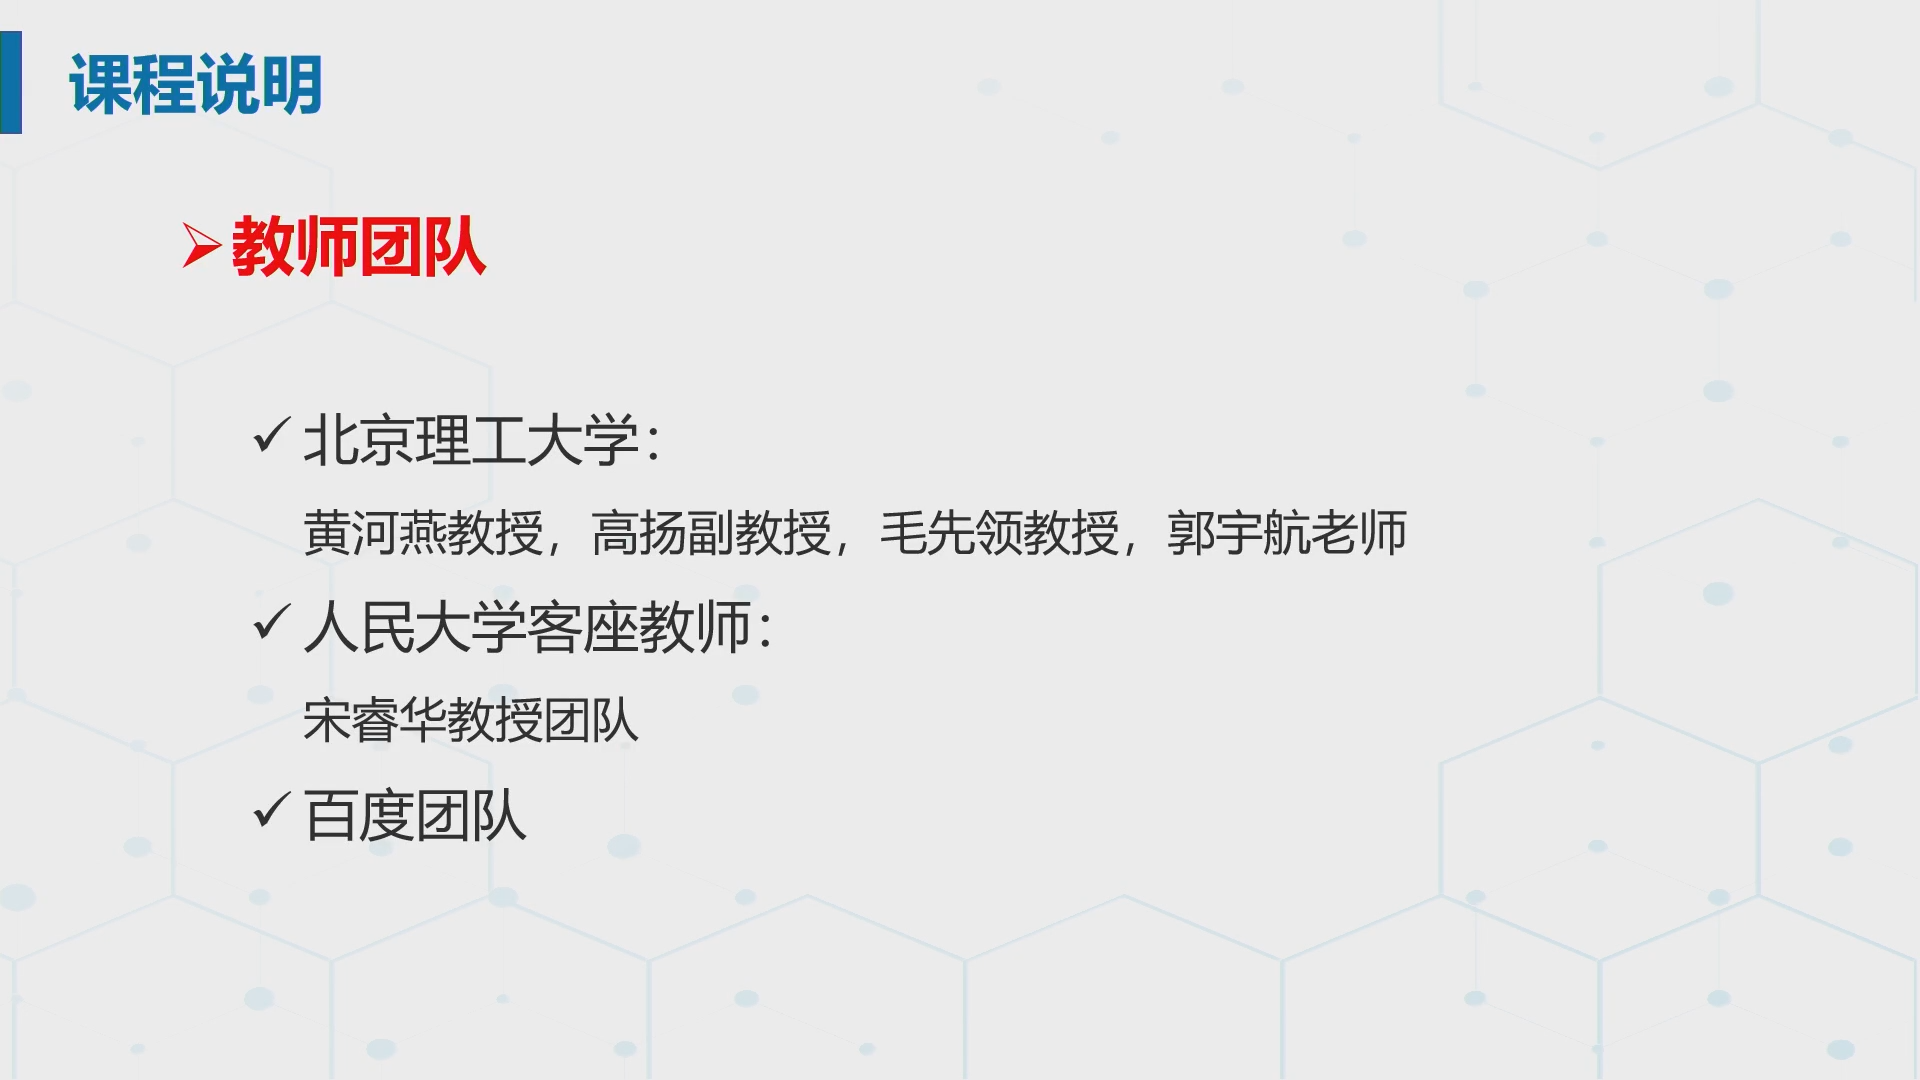 课程说明
教师团队
北京理工大学：
黄河燕教授，高扬副教授，毛先领教授，郭宇航老师
人民大学客座教师：
宋睿华教授团队
百度团队